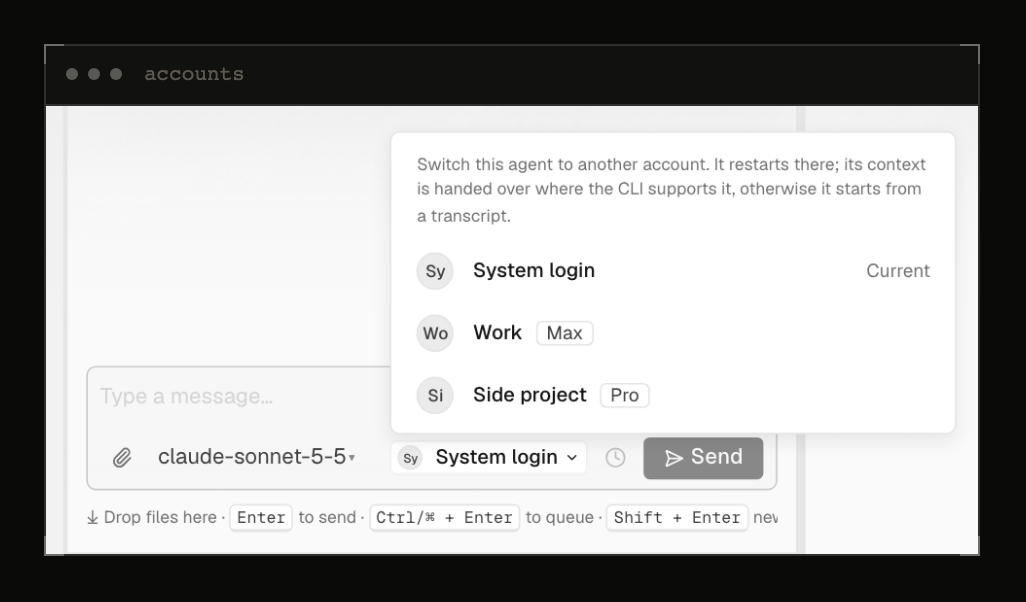 accounts
Switch this agent to another account. It restarts there; its context
is handed over where the CLI supports it, otherwise it starts from
a transcript.
Sy System login Current
Wo Work Max
Si Side project Pro
Type a message...
claude-sonnet-5-5 Sy System login Send
Drop files here · Enter to send · Ctrl/⌘ + Enter to queue · Shift + Enter